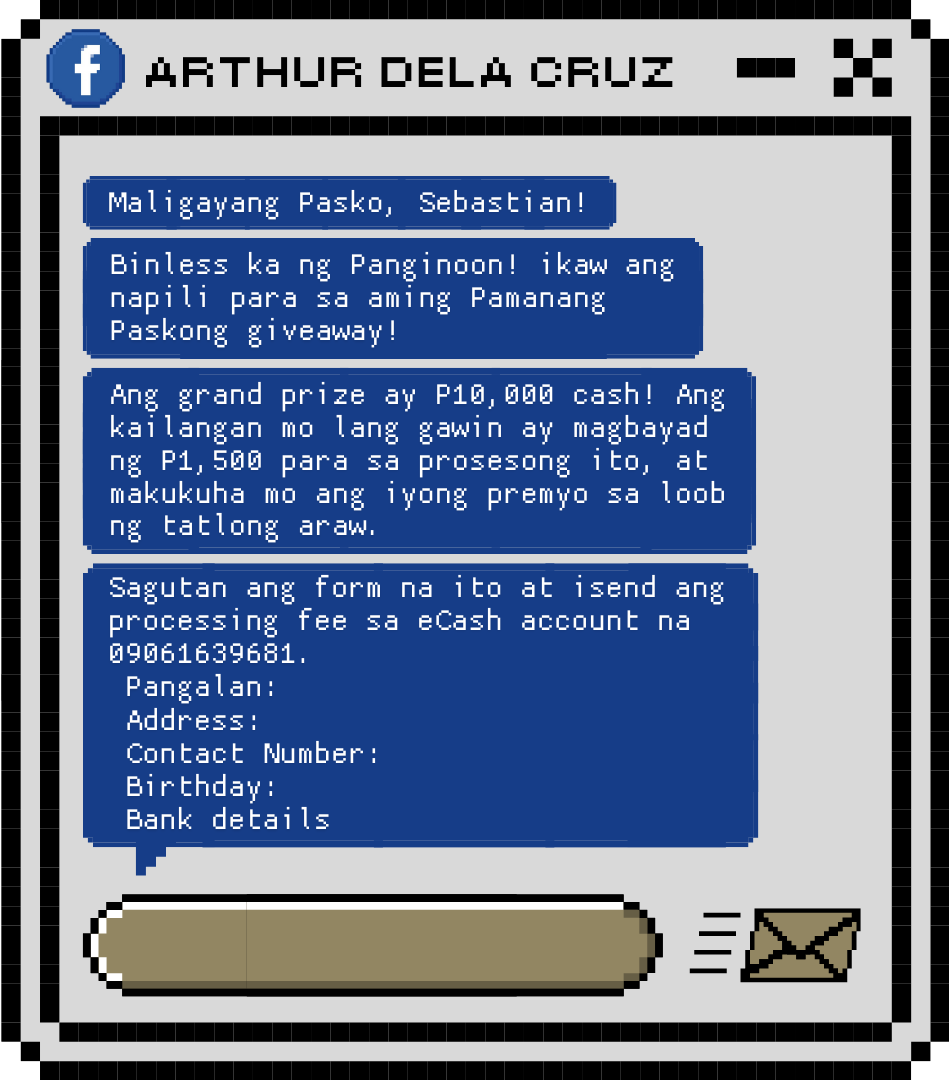 ARTHUR DELA CRUZ
Maligayang Pasko, Sebastian!
Binless ka ng Panginoon! ikaw ang
napili para sa aming Pamanang
Paskong giveaway!
Ang grand prize ay P10,000 cash! Ang
kailangan mo lang gawin ay magbayad
ng P1,500 para sa prosesong ito, at
makukuha mo ang iyong premyo sa loob
ng tatlong araw.
Sagutan ang form na ito at isend ang
processing fee sa eCash account na
09061639681.
Pangalan:
Address:
Contact Number:
Birthday:
Bank details